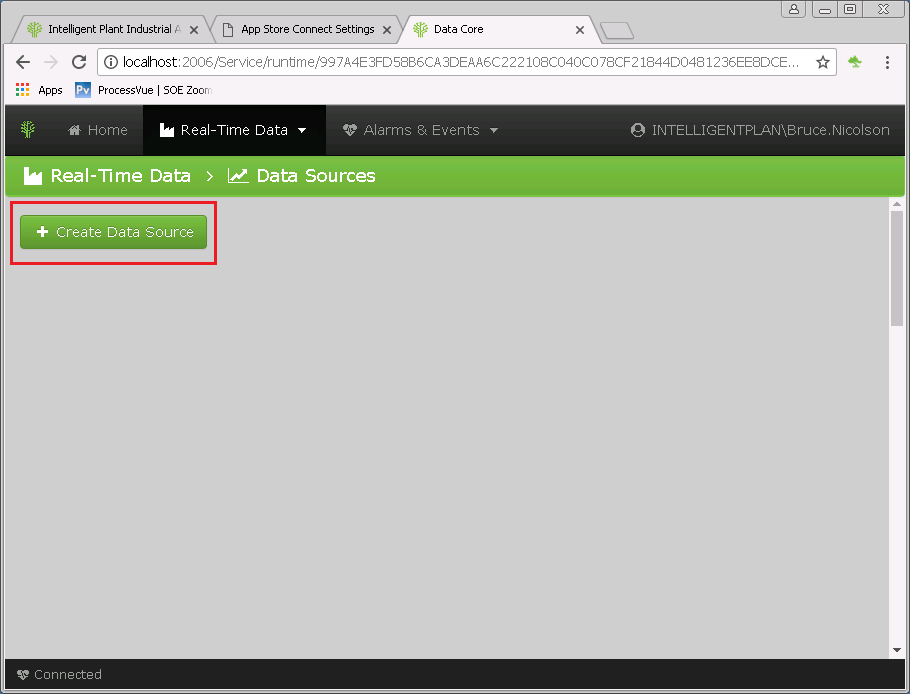 Intelligent Plant Industrial A
App Store Connect Settings
Data Core
localhost:2006/Service/runtime/997A4E3FD58B6CA3DEAA6C222108C040C078CF21844D0481236EE8DCE...
Apps
Pv ProcessVue | SOE Zoom
Home
Real-Time Data
Alarms & Events
INTELLIGENTPLAN\Bruce.Nicolson
Real-Time Data > Data Sources
+ Create Data Source
Connected